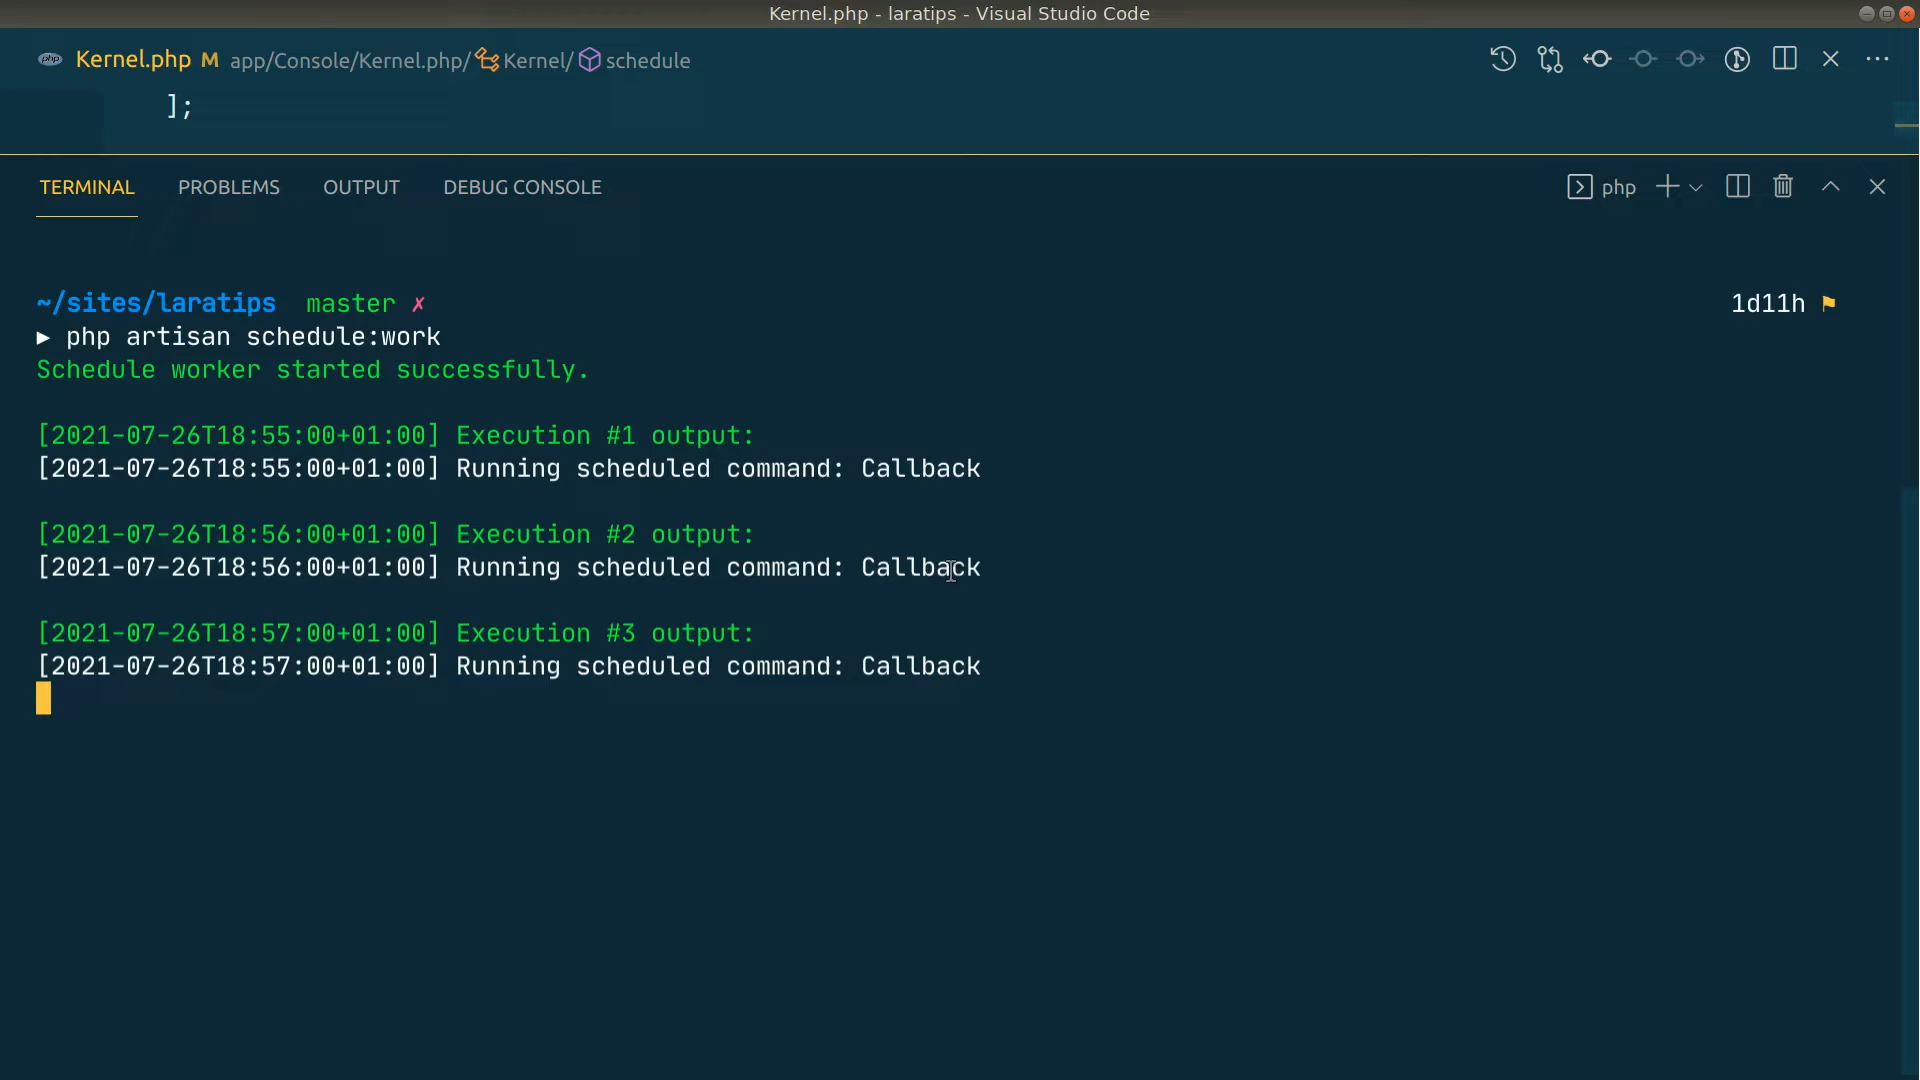 Kernel.php - laratips - Visual Studio Code
php Kernel.php M app/Console/Kernel.php/ Kernel/ schedule
];
TERMINAL PROBLEMS OUTPUT DEBUG CONSOLE php
~/sites/laratips master ✗ 1d11h
▶ php artisan schedule:work
Schedule worker started successfully.
[2021-07-26T18:55:00+01:00] Execution #1 output:
[2021-07-26T18:55:00+01:00] Running scheduled command: Callback
[2021-07-26T18:56:00+01:00] Execution #2 output:
[2021-07-26T18:56:00+01:00] Running scheduled command: Callback
[2021-07-26T18:57:00+01:00] Execution #3 output:
[2021-07-26T18:57:00+01:00] Running scheduled command: Callback